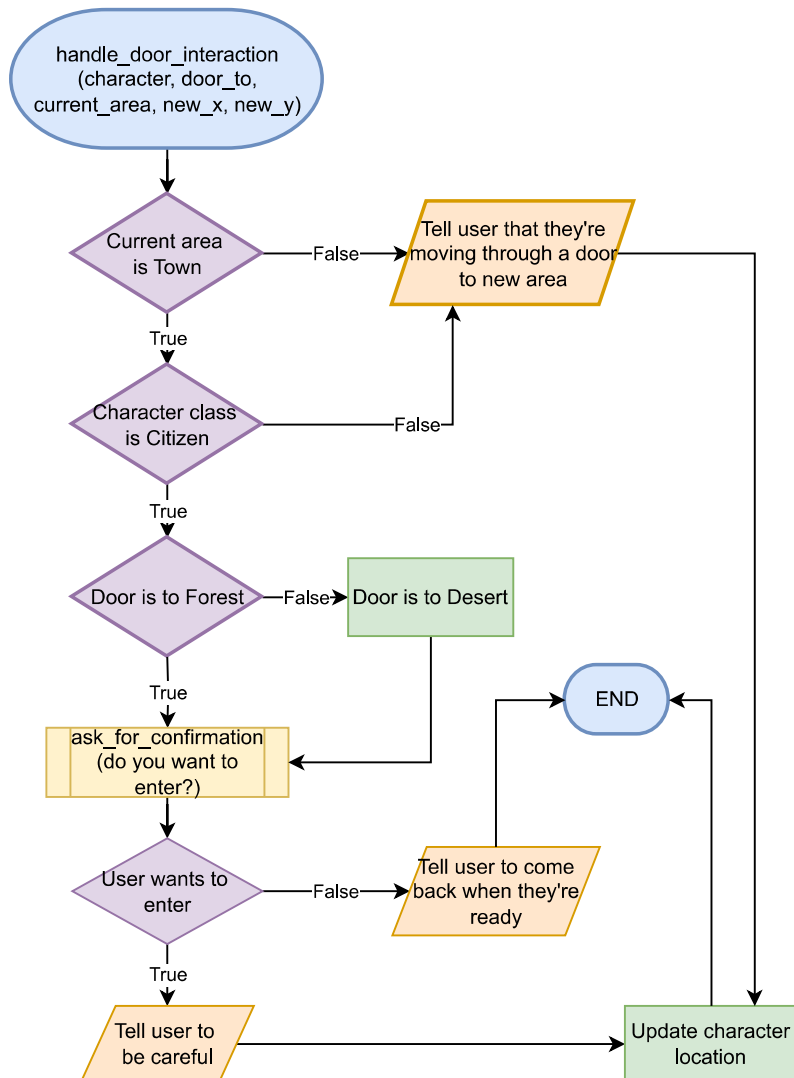 handle_door_interaction
(character, door_to,
current_area, new_x, new_y)
Current area
is Town
False
Tell user that they're
moving through a door
to new area
True
Character class
is Citizen
False
True
Door is to Forest
False
Door is to Desert
True
END
ask_for_confirmation
(do you want to
enter?)
User wants to
enter
False
Tell user to come
back when they're
ready
True
Tell user to
be careful
Update character
location